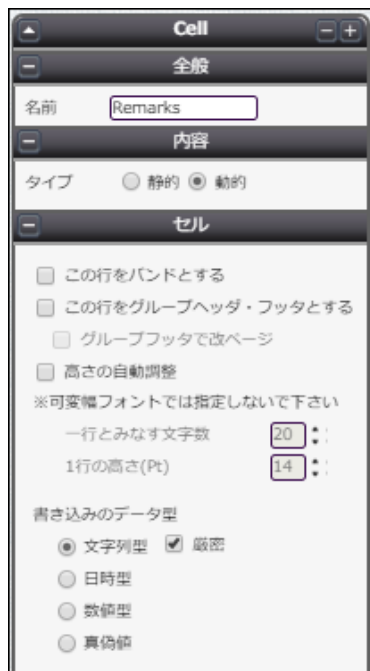 Cell
全般
名前 Remarks
内容
タイプ 静的 動的
セル
この行をバンドとする
この行をグループヘッダ・フッタとする
グループフッタで改ページ
高さの自動調整
※可変幅フォントでは指定しないで下さい
一行とみなす文字数 20
1行の高さ(Pt) 14
書き込みのデータ型
文字列型 厳密
日時型
数値型
真偽値